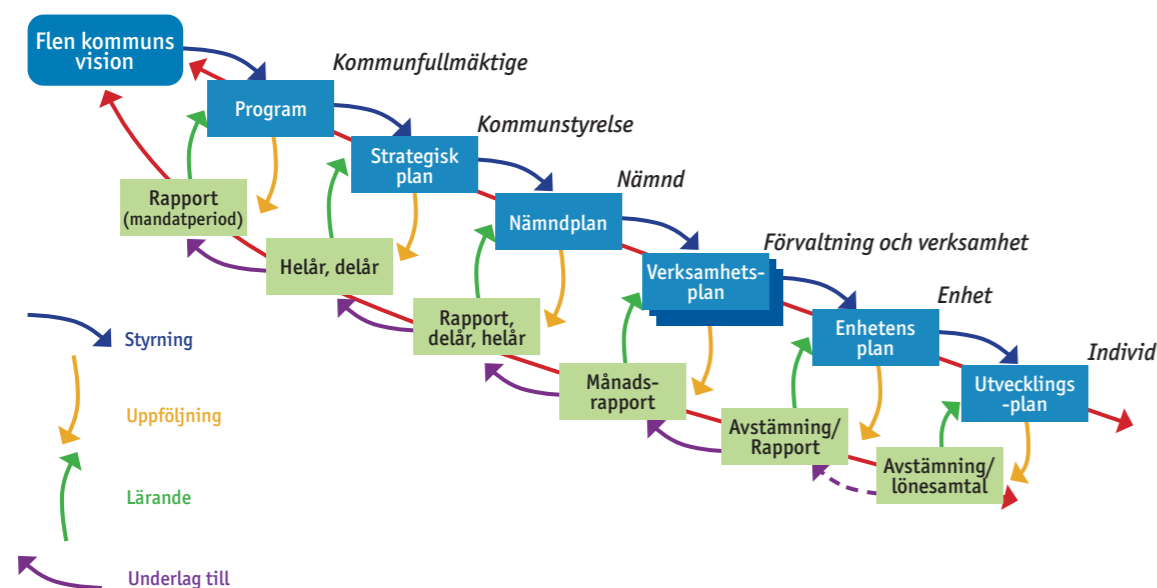 Flen kommuns
vision
Kommunfullmäktige
Program
Kommunstyrelse
Strategisk
plan
Nämnd
Rapport
(mandatperiod)
Nämndplan
Förvaltning och verksamhet
Helår, delår
Verksamhets-
plan
Enhet
Rapport,
delår, helår
Enhetens
plan
Styrning
Individ
Månads-
rapport
Utvecklings
-plan
Uppföljning
Avstämning/
Rapport
Avstämning/
lönesamtal
Lärande
Underlag till